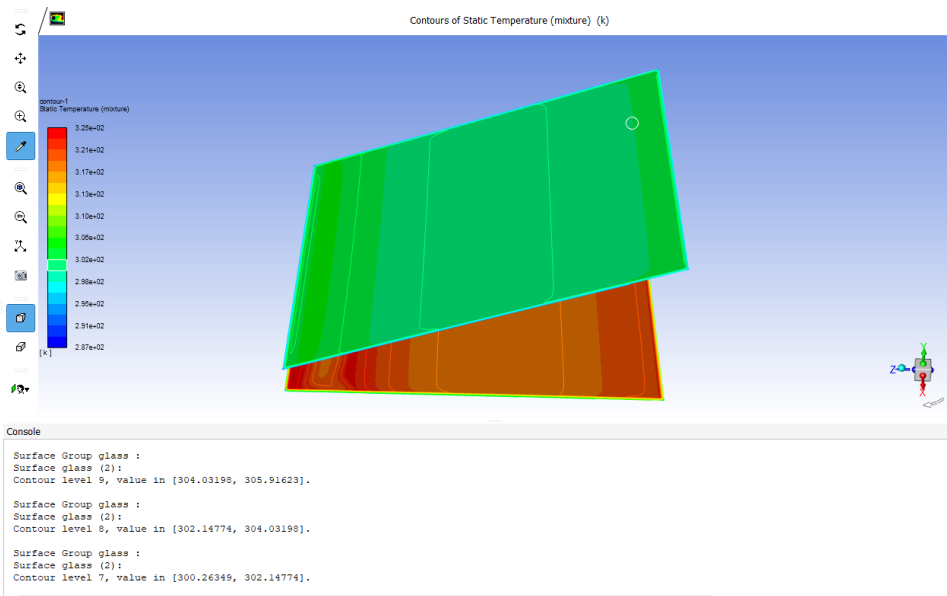 Contours of Static Temperature (mixture) (k)
contour-1
Static Temperature (mixture)
3.25e+02
3.21e+02
3.17e+02
3.13e+02
3.10e+02
3.06e+02
3.02e+02
2.98e+02
2.95e+02
2.91e+02
2.87e+02
[k]
Y
Z
X
Console
Surface Group glass :
Surface glass (2):
Contour level 9, value in [304.03198, 305.91623].
Surface Group glass :
Surface glass (2):
Contour level 8, value in [302.14774, 304.03198].
Surface Group glass :
Surface glass (2):
Contour level 7, value in [300.26349, 302.14774].